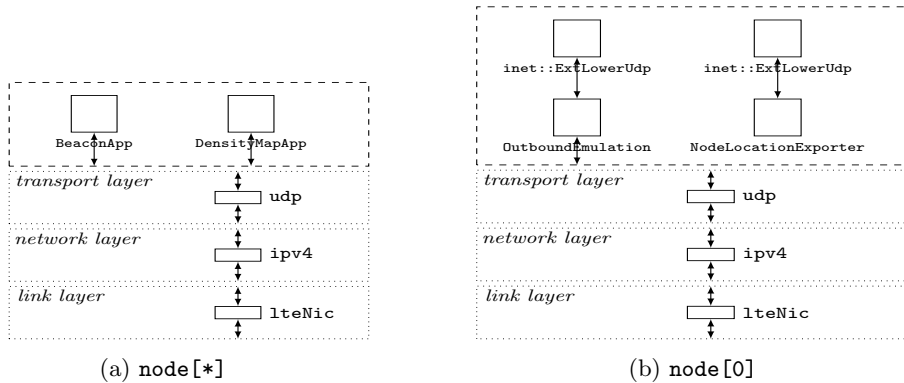 BeaconApp DensityMapApp
transport layer
udp
network layer
ipv4
link layer
lteNic
(a) node[*]
inet::ExtLowerUdp inet::ExtLowerUdp
OutboundEmulation NodeLocationExporter
transport layer
udp
network layer
ipv4
link layer
lteNic
(b) node[0]